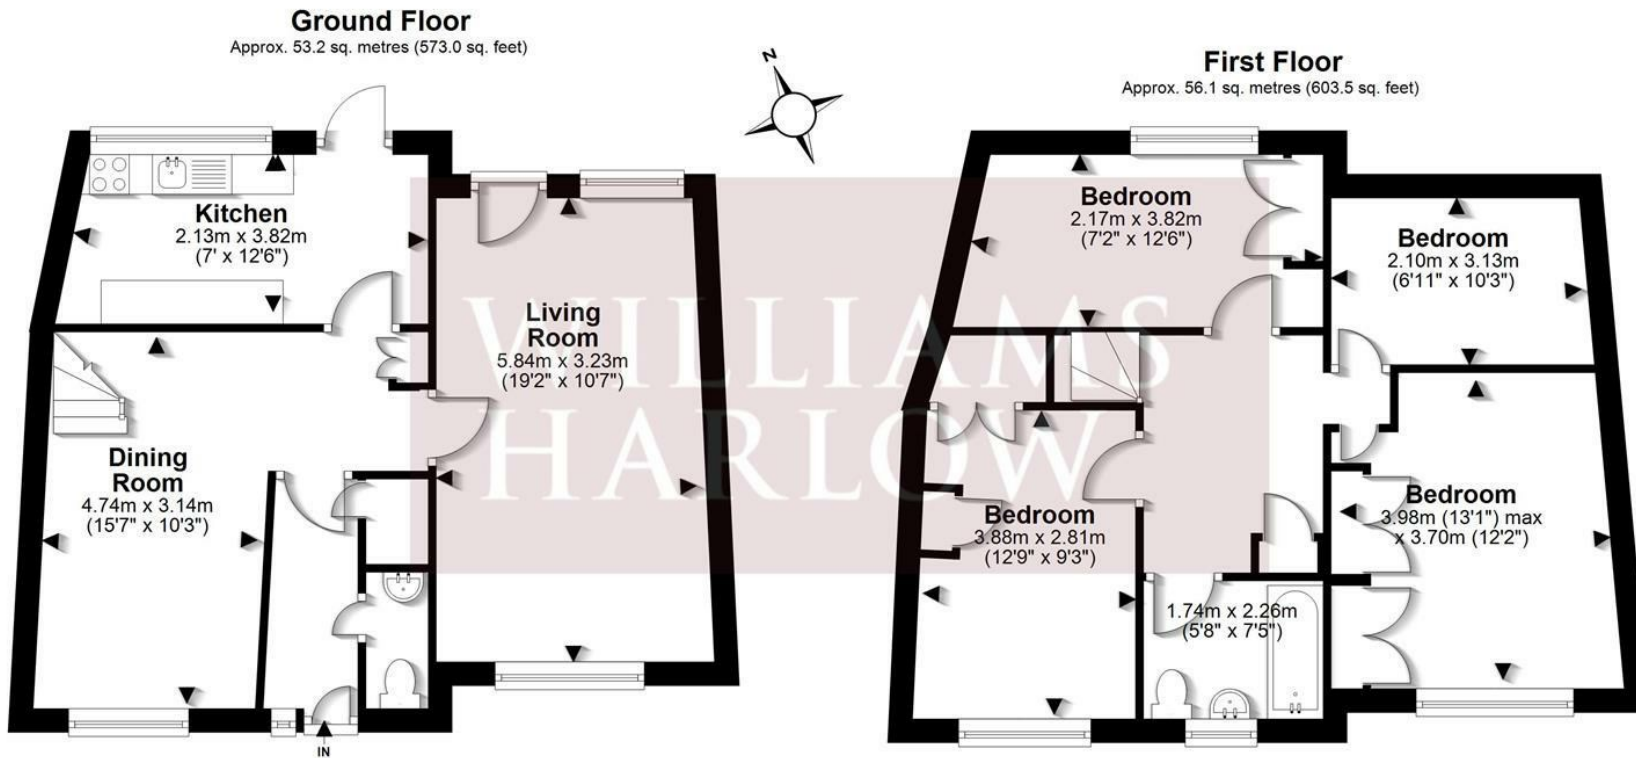 Ground Floor
Approx. 53.2 sq. metres (573.0 sq. feet)
N
First Floor
Approx. 56.1 sq. metres (603.5 sq. feet)
Kitchen
2.13m x 3.82m
(7' x 12'6")
Living
Room
5.84m x 3.23m
(19'2" x 10'7")
Dining
Room
4.74m x 3.14m
(15'7" x 10'3")
IN
Bedroom
2.17m x 3.82m
(7'2" x 12'6")
Bedroom
2.10m x 3.13m
(6'11" x 10'3")
Bedroom
3.88m x 2.81m
(12'9" x 9'3")
Bedroom
3.98m (13'1") max
x 3.70m (12'2")
1.74m x 2.26m
(5'8" x 7'5")
WILLIAMS
HARLOW